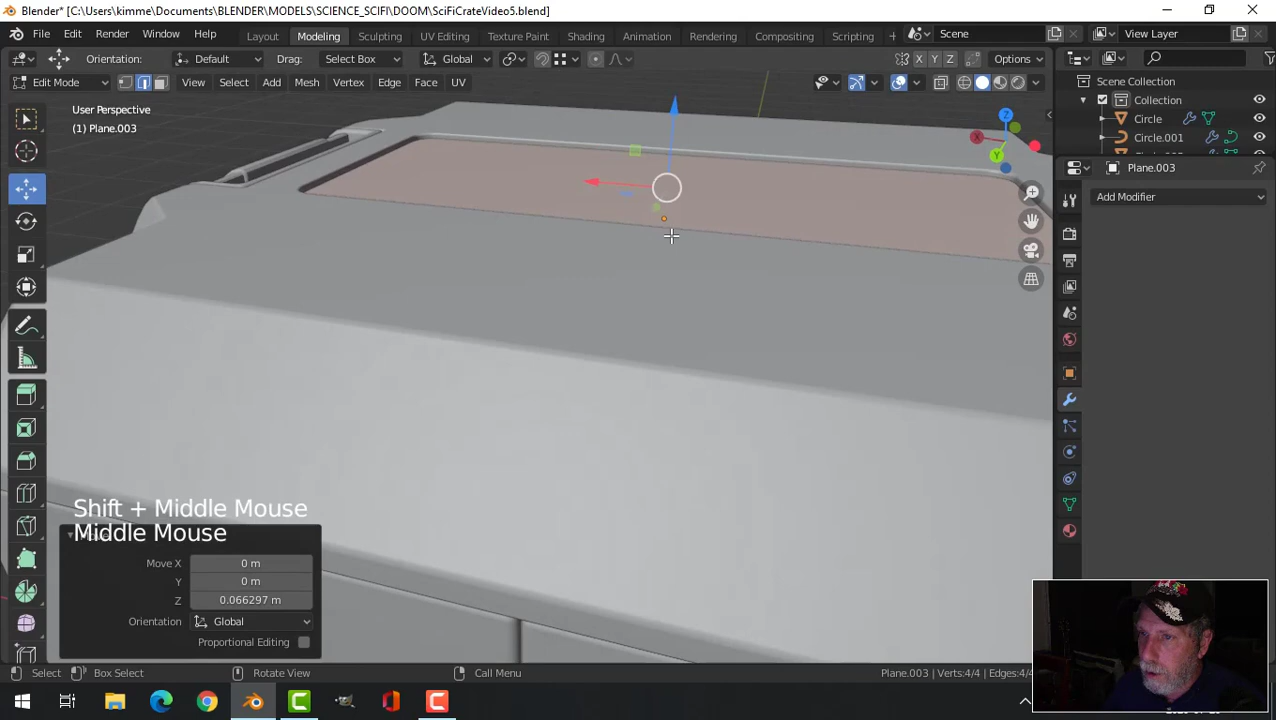 Blender* [C:\Users\kimme\Documents\BLENDER\MODELS\SCIENCE_SCIFI\DOOM\SciFiCrateVideo5.blend]
File Edit Render Window Help Layout Modeling Sculpting UV Editing Texture Paint Shading Animation Rendering Compositing Scripting + Scene View Layer
Orientation: Default Drag: Select Box Global X Y Z Options
Edit Mode View Select Add Mesh Vertex Edge Face UV
Scene Collection
Collection
Circle
Circle.001
User Perspective
(1) Plane.003
Z
X
Y
Plane.003
Add Modifier
Shift + Middle Mouse
Middle Mouse
Move X 0 m
Y 0 m
Z 0.066297 m
Orientation Global
Proportional Editing
Select Box Select Rotate View Call Menu Plane.003 | Verts:4/4 | Edges:4/4 |